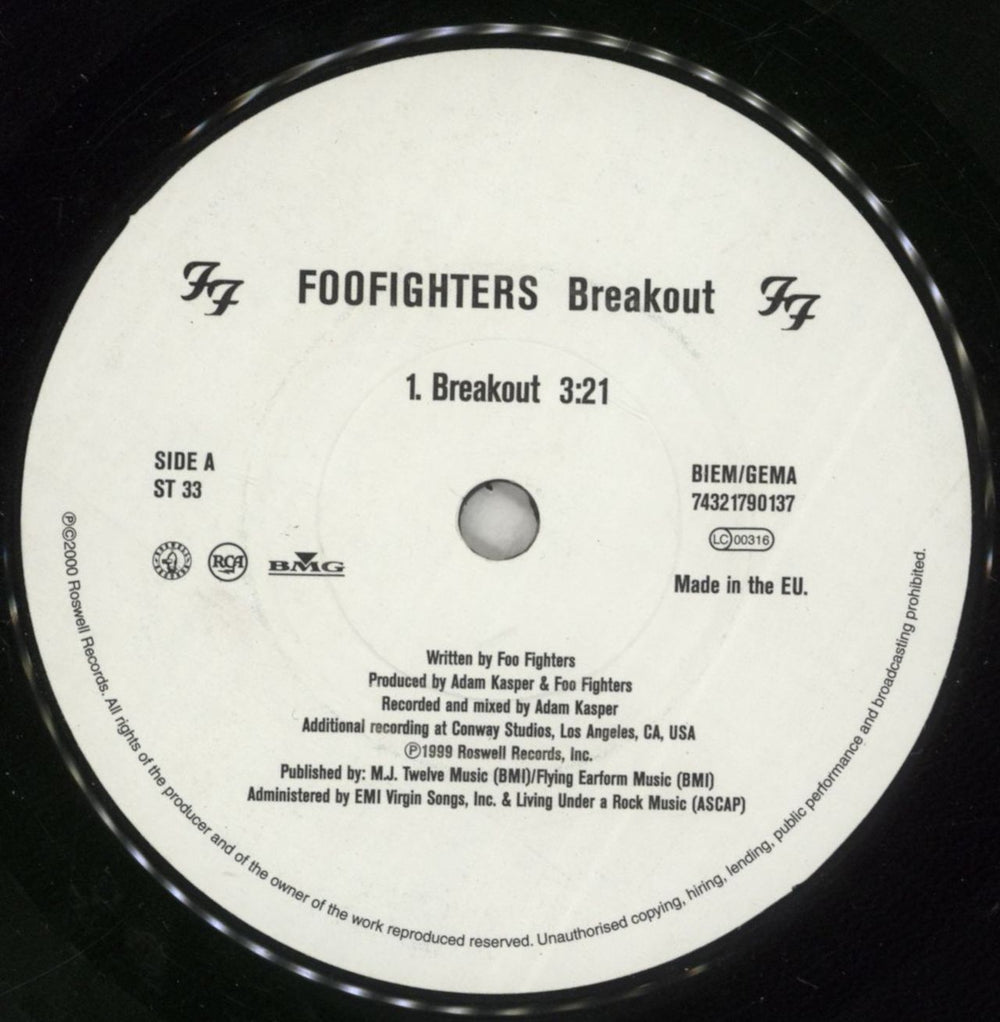 FF FOOFIGHTERS Breakout FF
1. Breakout 3:21
SIDE A
ST 33
BIEM/GEMA
74321790137
LC 00316
RCA BMG
Made in the EU.
Written by Foo Fighters
Produced by Adam Kasper & Foo Fighters
Recorded and mixed by Adam Kasper
Additional recording at Conway Studios, Los Angeles, CA, USA
℗1999 Roswell Records, Inc.
Published by: M.J. Twelve Music (BMI)/Flying Earform Music (BMI)
Administered by EMI Virgin Songs, Inc. & Living Under a Rock Music (ASCAP)
℗©2000 Roswell Records. All rights of the producer and of the owner of the work reproduced reserved. Unauthorised copying, hiring, lending, public performance and broadcasting prohibited.